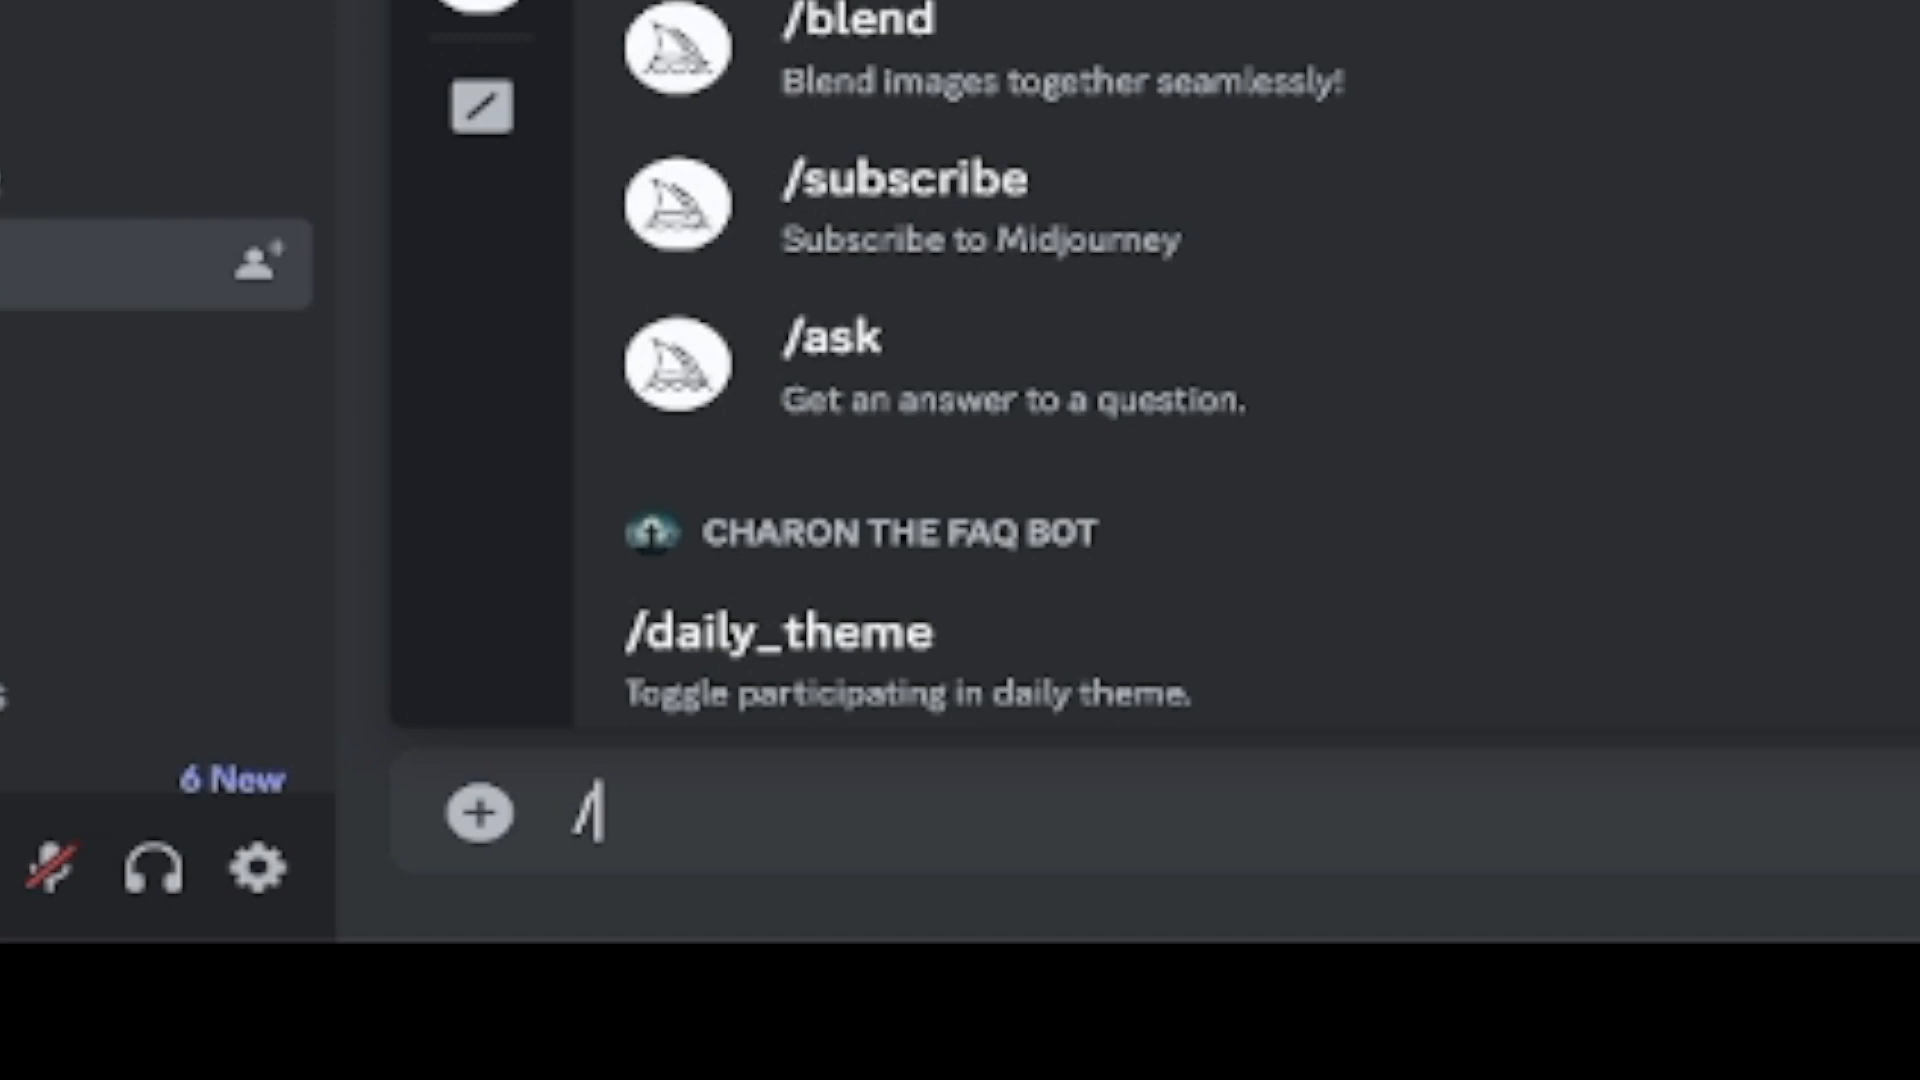 /blend
Blend images together seamlessly!
/subscribe
Subscribe to Midjourney
/ask
Get an answer to a question.
CHARON THE FAQ BOT
/daily_theme
Toggle participating in daily theme.
6 New
/